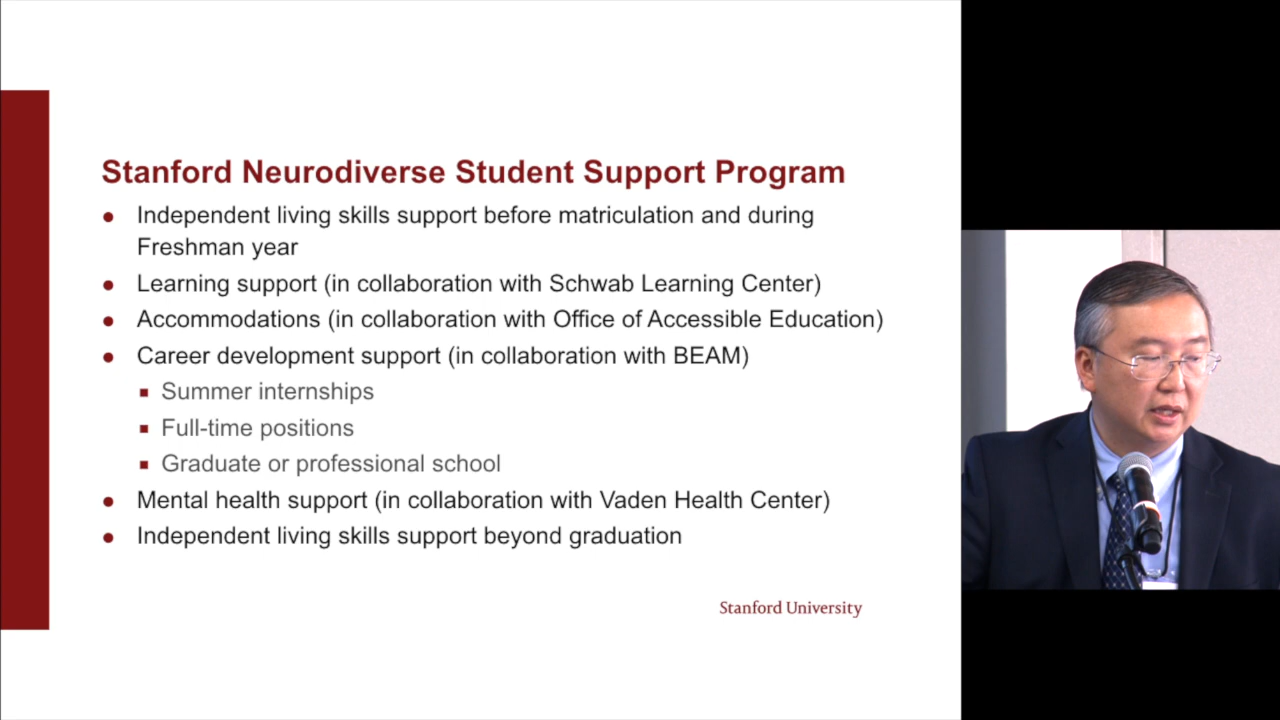 Stanford Neurodiverse Student Support Program
● Independent living skills support before matriculation and during
Freshman year
● Learning support (in collaboration with Schwab Learning Center)
● Accommodations (in collaboration with Office of Accessible Education)
● Career development support (in collaboration with BEAM)
▪ Summer internships
▪ Full-time positions
▪ Graduate or professional school
● Mental health support (in collaboration with Vaden Health Center)
● Independent living skills support beyond graduation
Stanford University